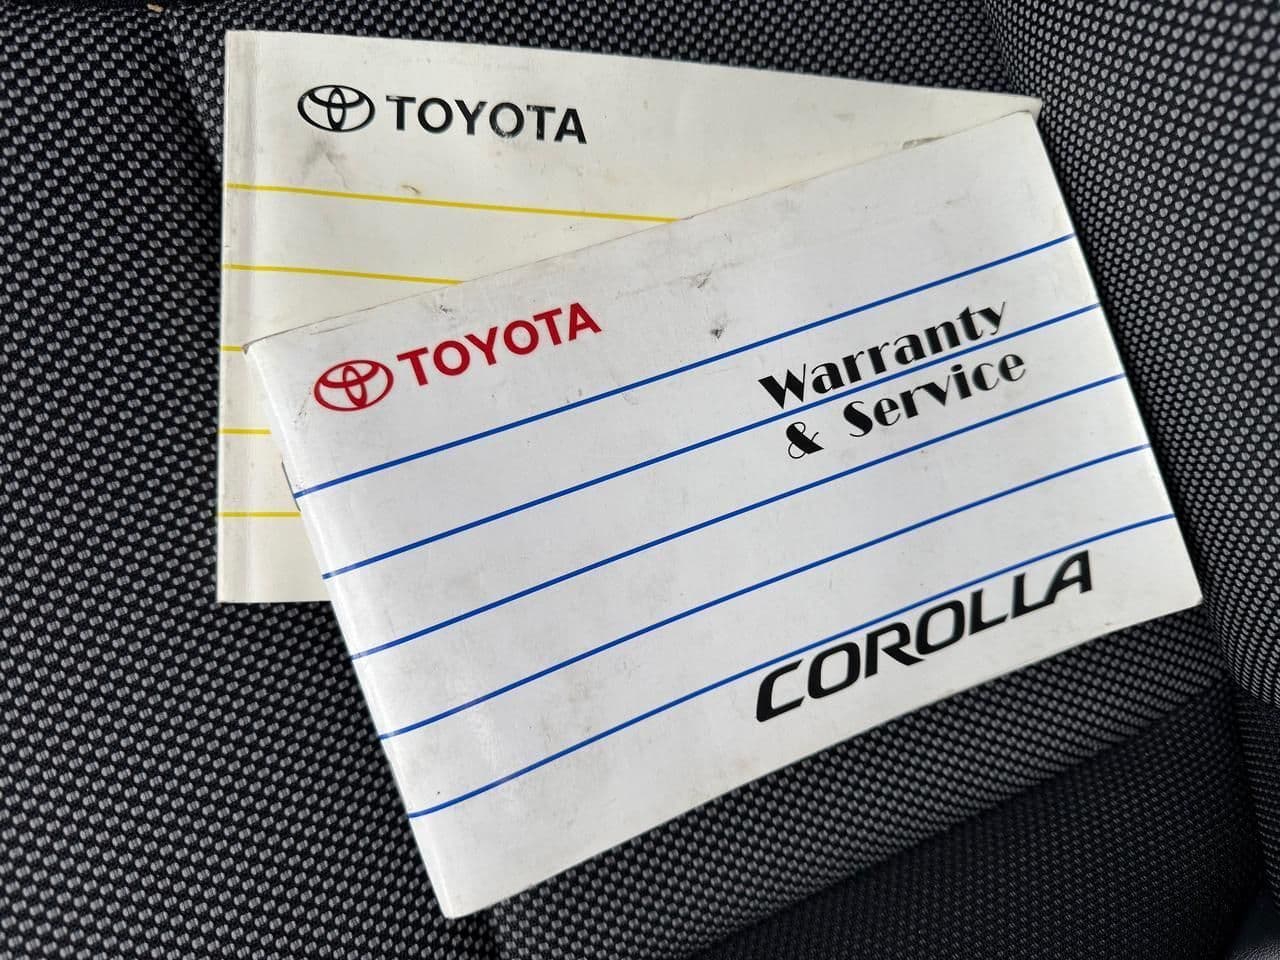 TOYOTA
TOYOTA
Warranty
& Service
COROLLA